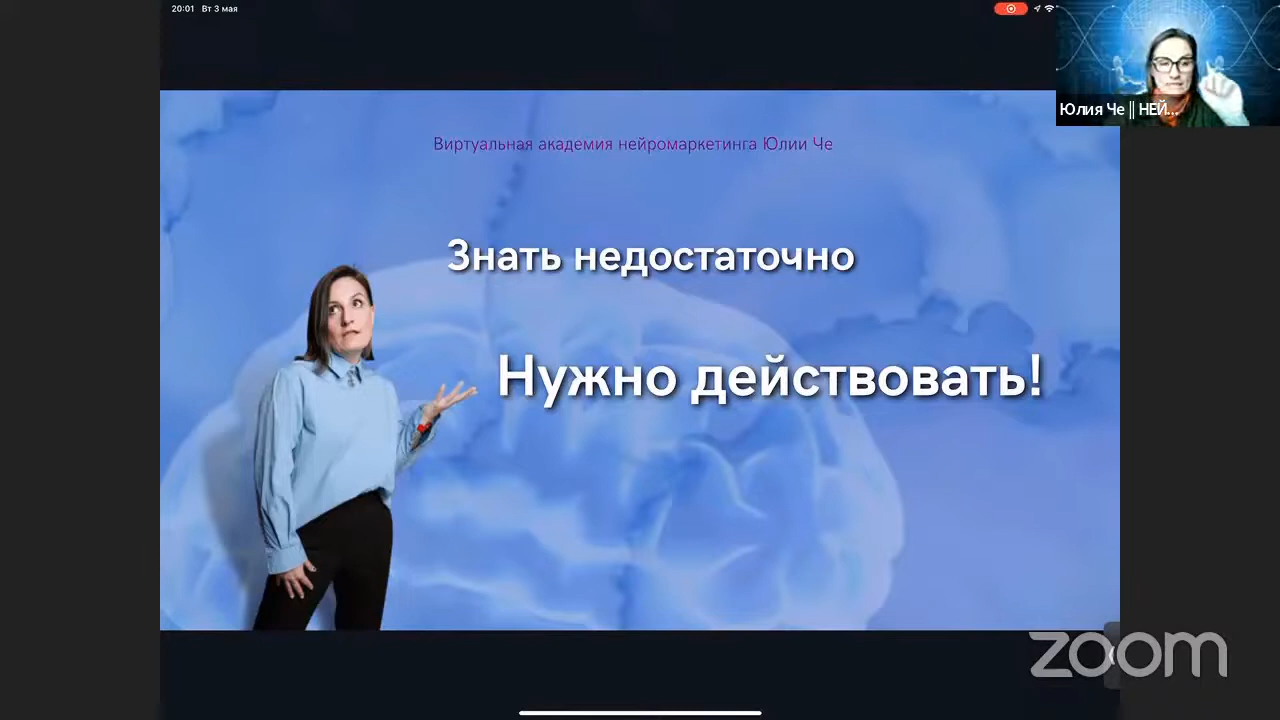 20:01 Вт 3 мая
Юлия Че || НЕЙ...
Виртуальная академия нейромаркетинга Юлии Че
Знать недостаточно
Нужно действовать!
zoom